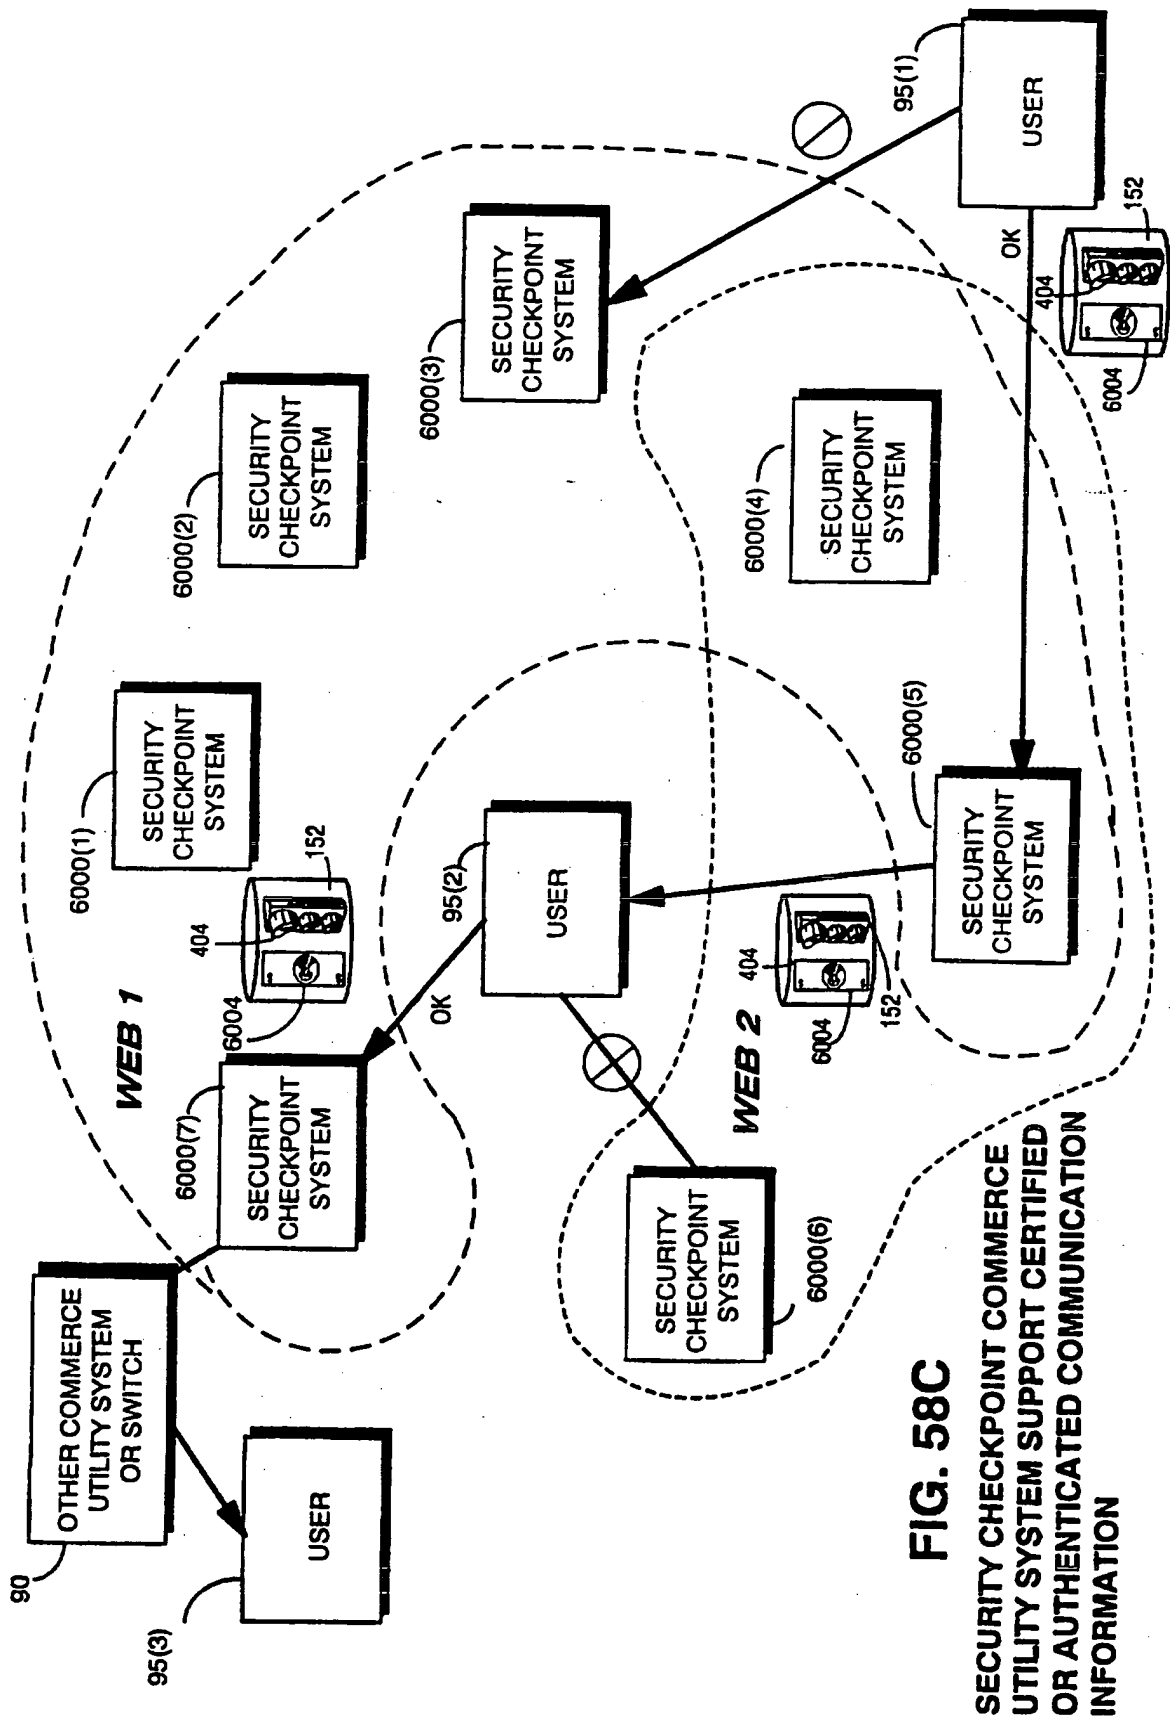 90
OTHER COMMERCE
UTILITY SYSTEM
OR SWITCH
95(3)
USER
WEB 1
6000(7)
SECURITY
CHECKPOINT
SYSTEM
6004
404
152
6000(1)
SECURITY
CHECKPOINT
SYSTEM
6000(2)
SECURITY
CHECKPOINT
SYSTEM
6000(3)
SECURITY
CHECKPOINT
SYSTEM
OK
95(2)
USER
6000(6)
SECURITY
CHECKPOINT
SYSTEM
WEB 2
404
6004
152
6000(4)
SECURITY
CHECKPOINT
SYSTEM
6000(5)
SECURITY
CHECKPOINT
SYSTEM
95(1)
USER
OK
404
152
6004
FIG. 58C
SECURITY CHECKPOINT COMMERCE
UTILITY SYSTEM SUPPORT CERTIFIED
OR AUTHENTICATED COMMUNICATION
INFORMATION